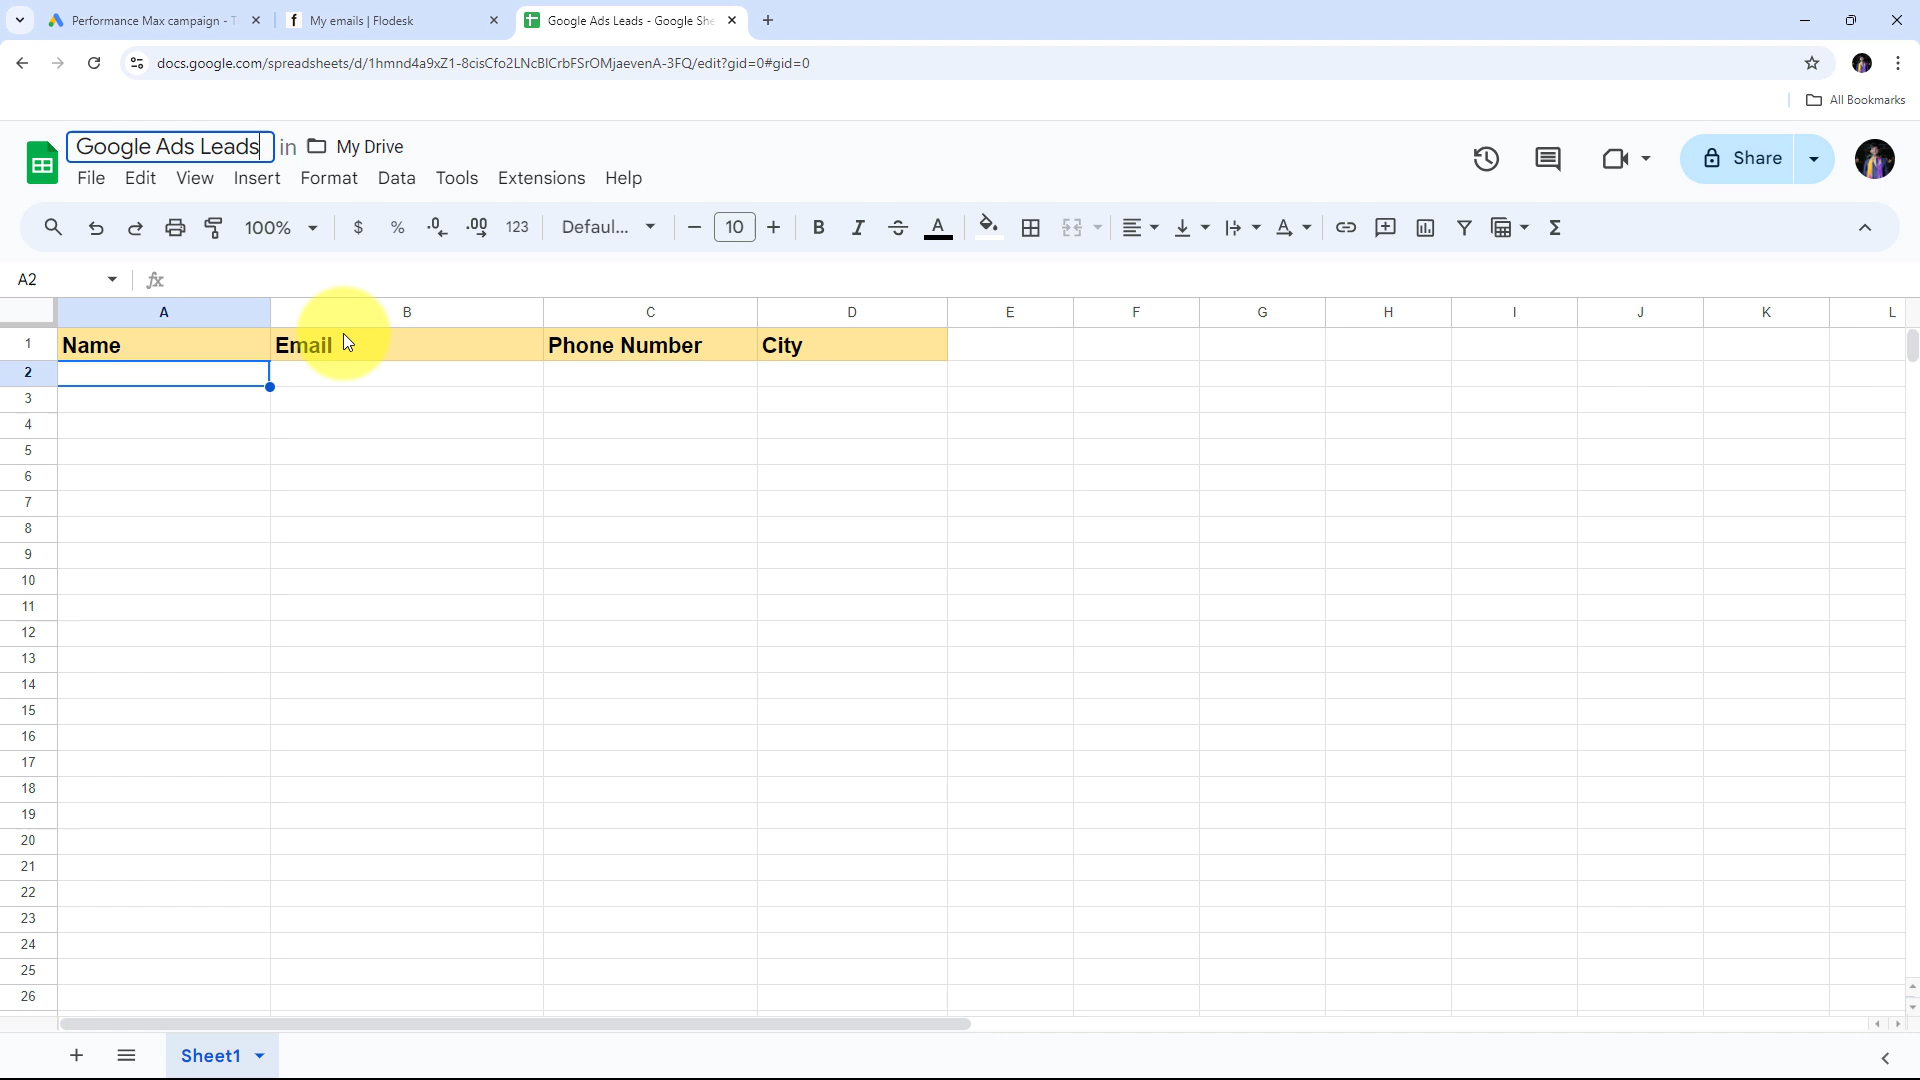 Performance Max campaign - T
f My emails | Flodesk
Google Ads Leads - Google She
docs.google.com/spreadsheets/d/1hmnd4a9xZ1-8cisCfo2LNcBlCrbFSrOMjaevenA-3FQ/edit?gid=0#gid=0
All Bookmarks
Google Ads Leads in My Drive
File Edit View Insert Format Data Tools Extensions Help
Share
100% $ % .0 .00 123 Defaul... 10 B I S A
A2 fx
A B C D E F G H I J K L
1 Name Email Phone Number City
2
3
4
5
6
7
8
9
10
11
12
13
14
15
16
17
18
19
20
21
22
23
24
25
26
Sheet1